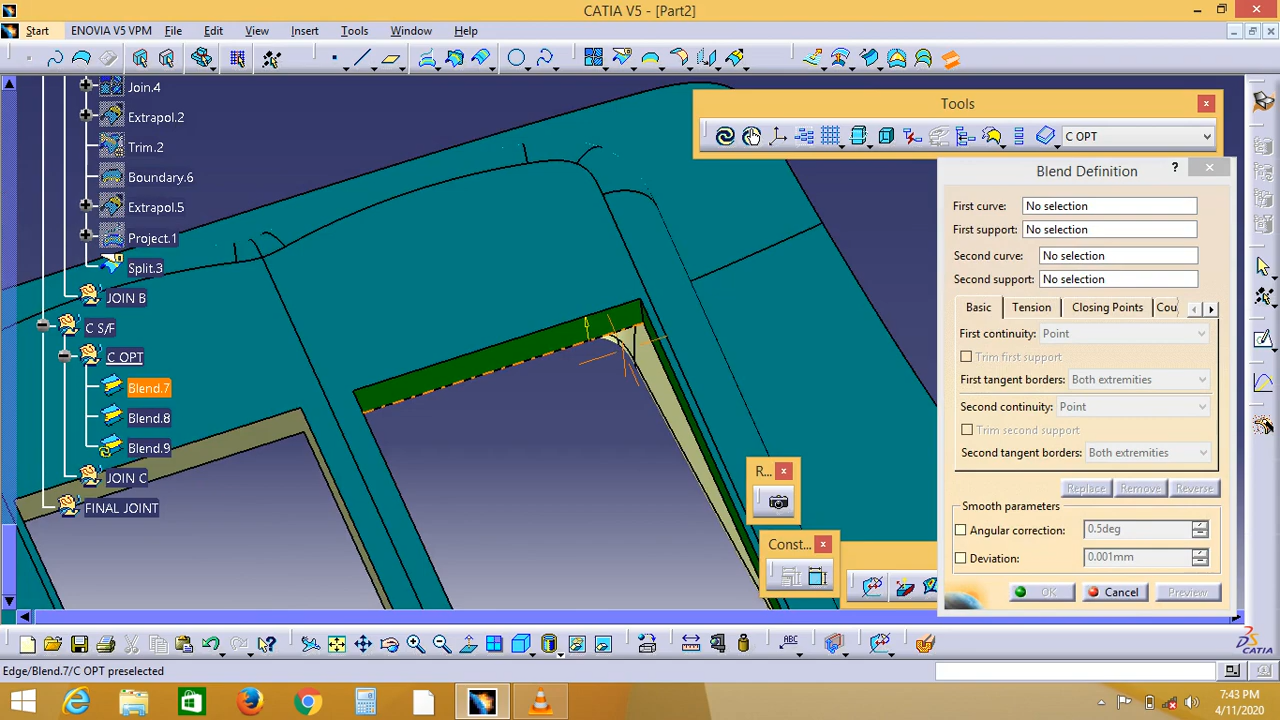 CATIA V5 - [Part2]
Start ENOVIA V5 VPM File Edit View Insert Tools Window Help
Join.4
Extrapol.2
Trim.2
Boundary.6
Extrapol.5
Project.1
Split.3
JOIN B
C S/F
C OPT
Blend.7
Blend.8
Blend.9
JOIN C
FINAL JOINT
Tools
C OPT
Blend Definition ?
First curve: No selection
First support: No selection
Second curve: No selection
Second support: No selection
Basic Tension Closing Points Cou
First continuity: Point
Trim first support
First tangent borders: Both extremities
Second continuity: Point
Trim second support
Second tangent borders: Both extremities
Replace Remove Reverse
Smooth parameters
Angular correction: 0.5deg
Deviation: 0.001mm
OK Cancel Preview
R...
Const...
ABC
CATIA
Edge/Blend.7/C OPT preselected
7:43 PM
4/11/2020